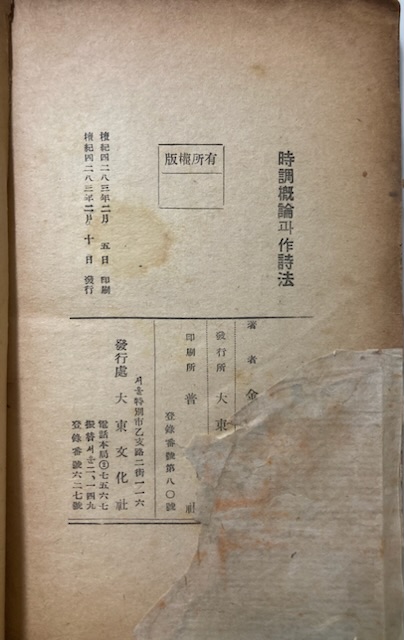 時調概論과作詩法
版權所有
檀紀四二八三年二月 五日 印刷
檀紀四二八三年二月 十日 發行
著者 金
發行所 大東
印刷所 普 社
登錄番號第八〇號
서울特別市乙支路二街一一六
發行處 大東文化社
電話本局②七五六七
振替서울二、一四九
登錄番號六二七號